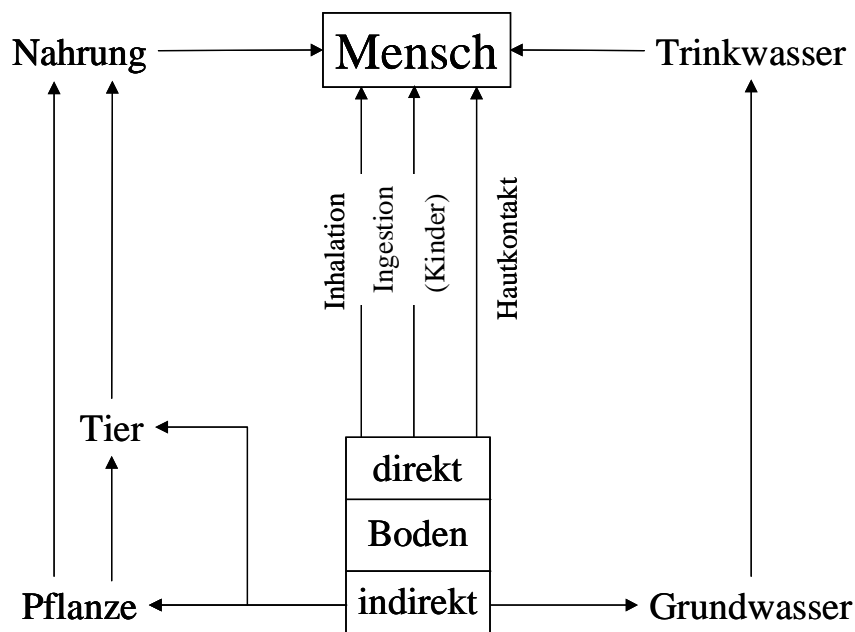 Nahrung
Mensch
Trinkwasser
Inhalation
Ingestion
(Kinder)
Hautkontakt
Tier
direkt
Boden
Pflanze
indirekt
Grundwasser